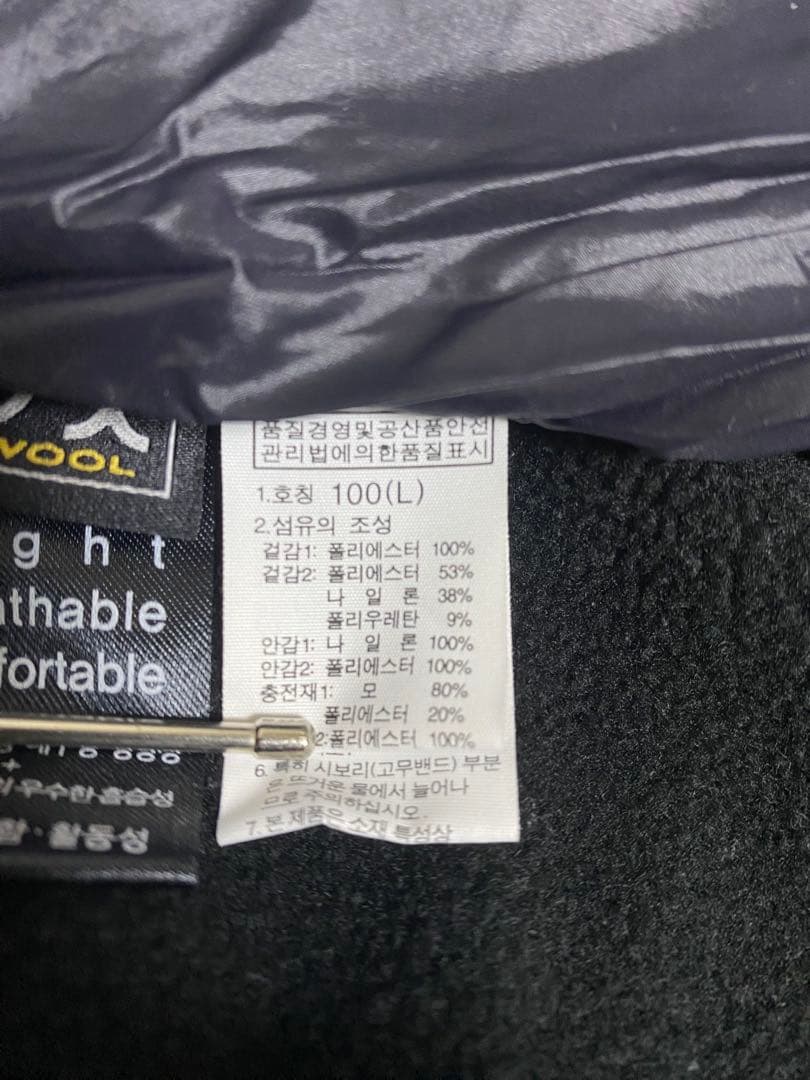 WOOL
ght
athable
fortable
+
우수한 흡습성
활동성
품질경영및공산품안전
관리법에의한품질표시
1.호칭 100(L)
2.섬유의 조성
겉감1: 폴리에스터 100%
겉감2: 폴리에스터 53%
나 일 론 38%
폴리우레탄 9%
안감1: 나 일 론 100%
안감2: 폴리에스터 100%
충전재1: 모 80%
폴리에스터 20%
2:폴리에스터 100%
6. 특히 시보리(고무밴드) 부분
은 뜨거운 물에서 늘어나
므로 주의하십시오.
7. 본 제품은 소재 특성상